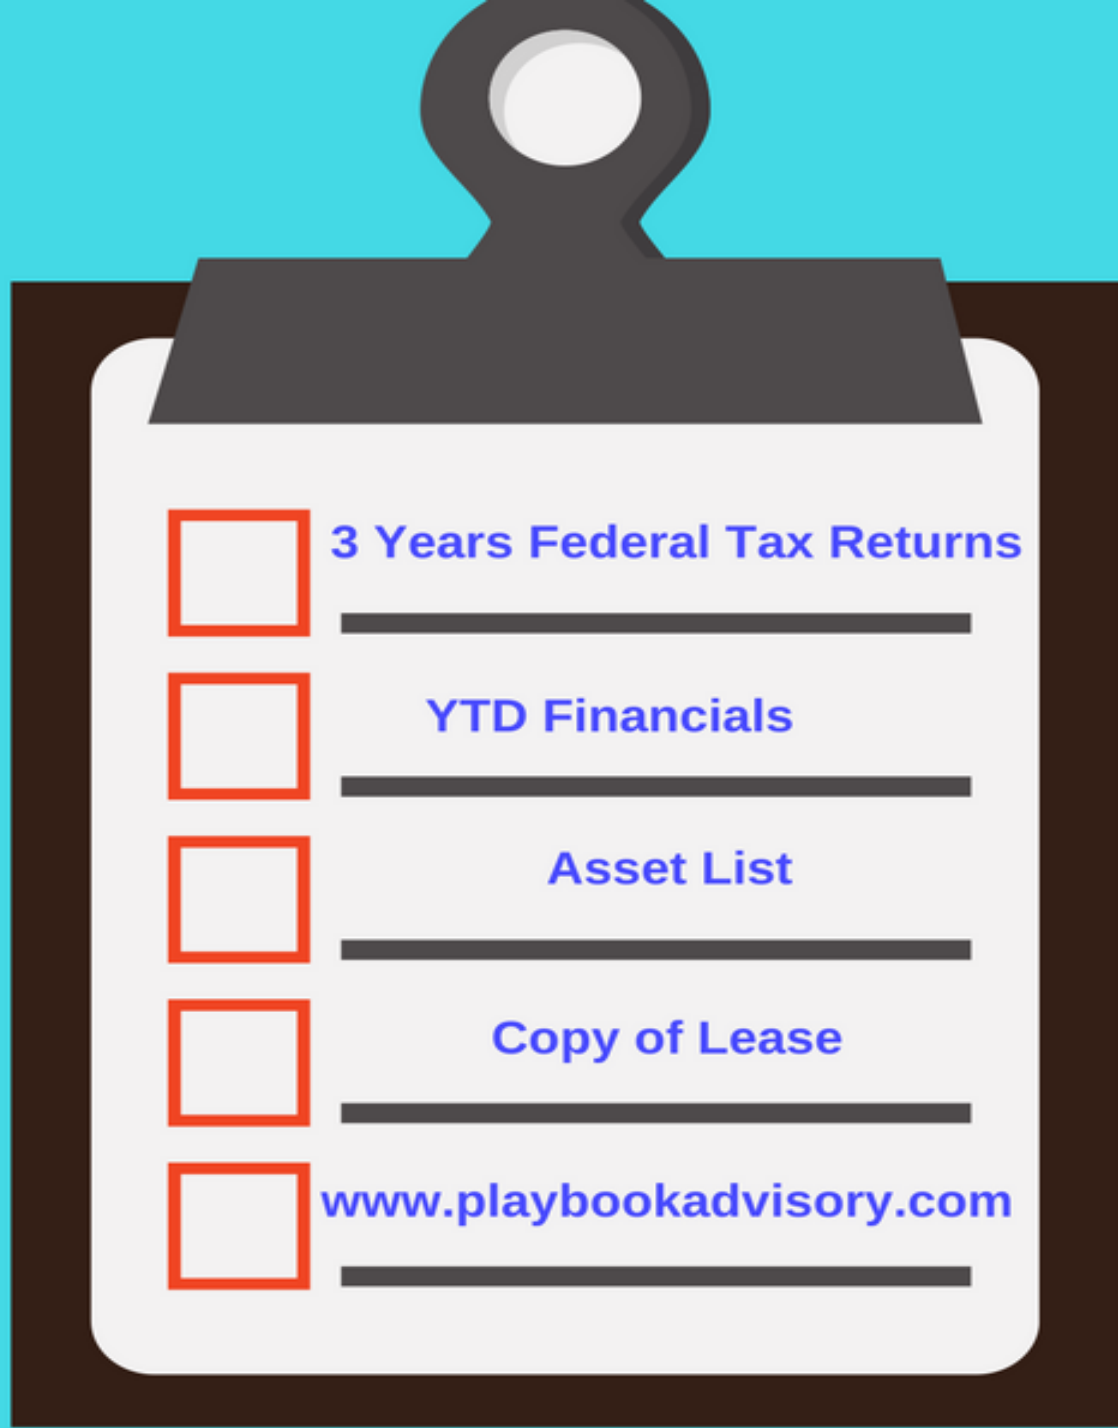 3 Years Federal Tax Returns
YTD Financials
Asset List
Copy of Lease
www.playbookadvisory.com